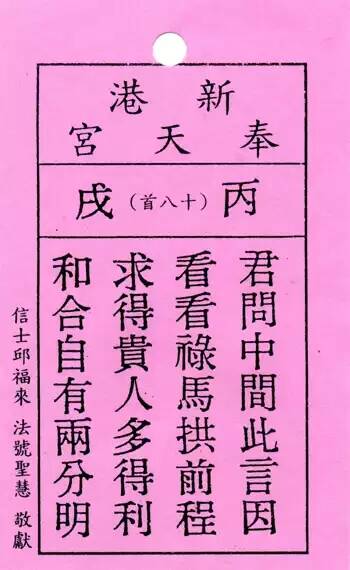 新港
奉天宮
丙（十八首）戌
君問中間此言因
看看祿馬拱前程
求得貴人多得利
和合自有兩分明
信士邱福來 法號聖慧 敬獻